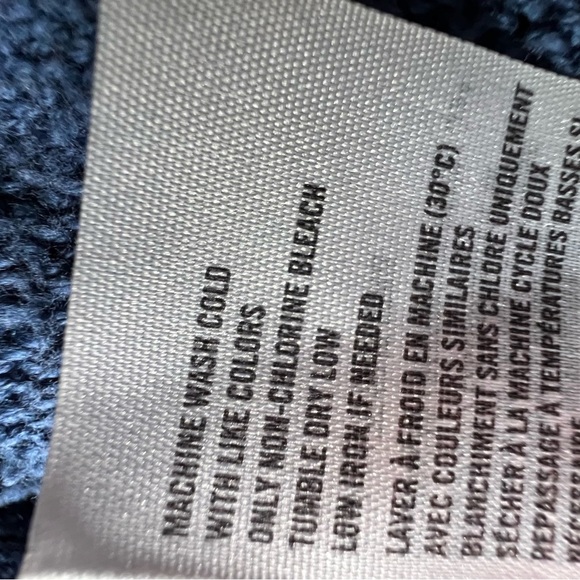 MACHINE WASH COLD
WITH LIKE COLORS
ONLY NON-CHLORINE BLEACH
TUMBLE DRY LOW
LOW IRON IF NEEDED
LAVER À FROID EN MACHINE (30°C)
AVEC COULEURS SIMILAIRES
BLANCHIMENT SANS CHLORE UNIQUEMENT
SÉCHER À LA MACHINE CYCLE DOUX
REPASSAGE À TEMPÉRATURES BASSES